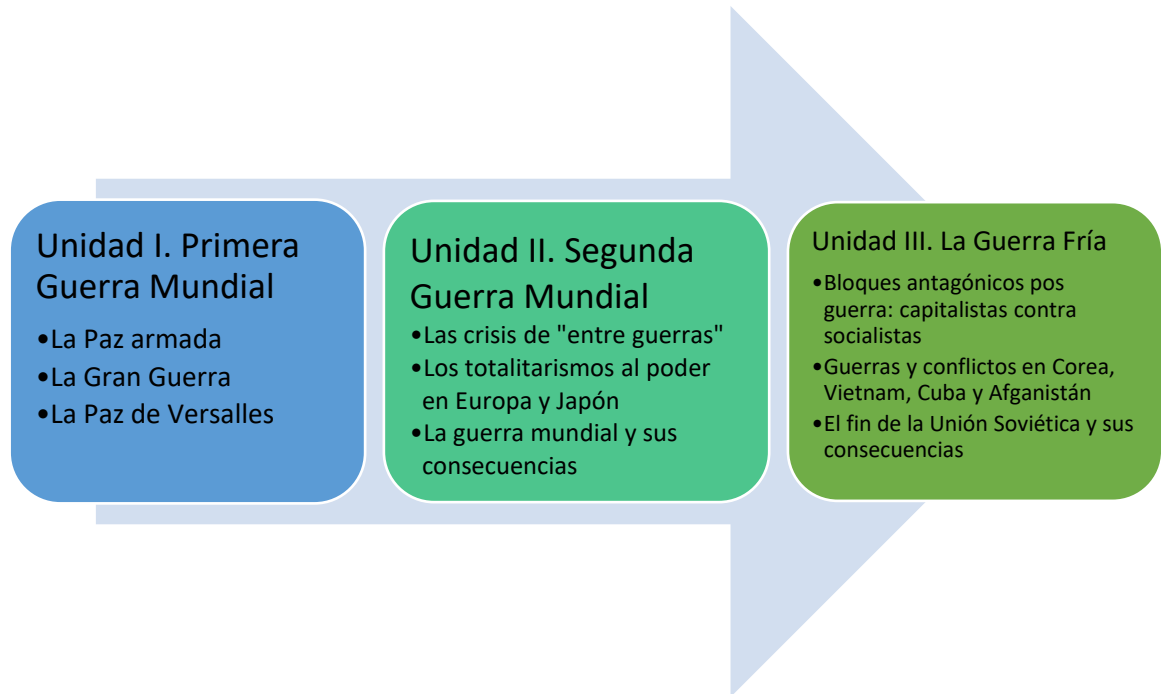 Unidad I. Primera
Guerra Mundial
•La Paz armada
•La Gran Guerra
•La Paz de Versalles
Unidad II. Segunda
Guerra Mundial
•Las crisis de "entre guerras"
•Los totalitarismos al poder
en Europa y Japón
•La guerra mundial y sus
consecuencias
Unidad III. La Guerra Fría
•Bloques antagónicos pos
guerra: capitalistas contra
socialistas
•Guerras y conflictos en Corea,
Vietnam, Cuba y Afganistán
•El fin de la Unión Soviética y sus
consecuencias